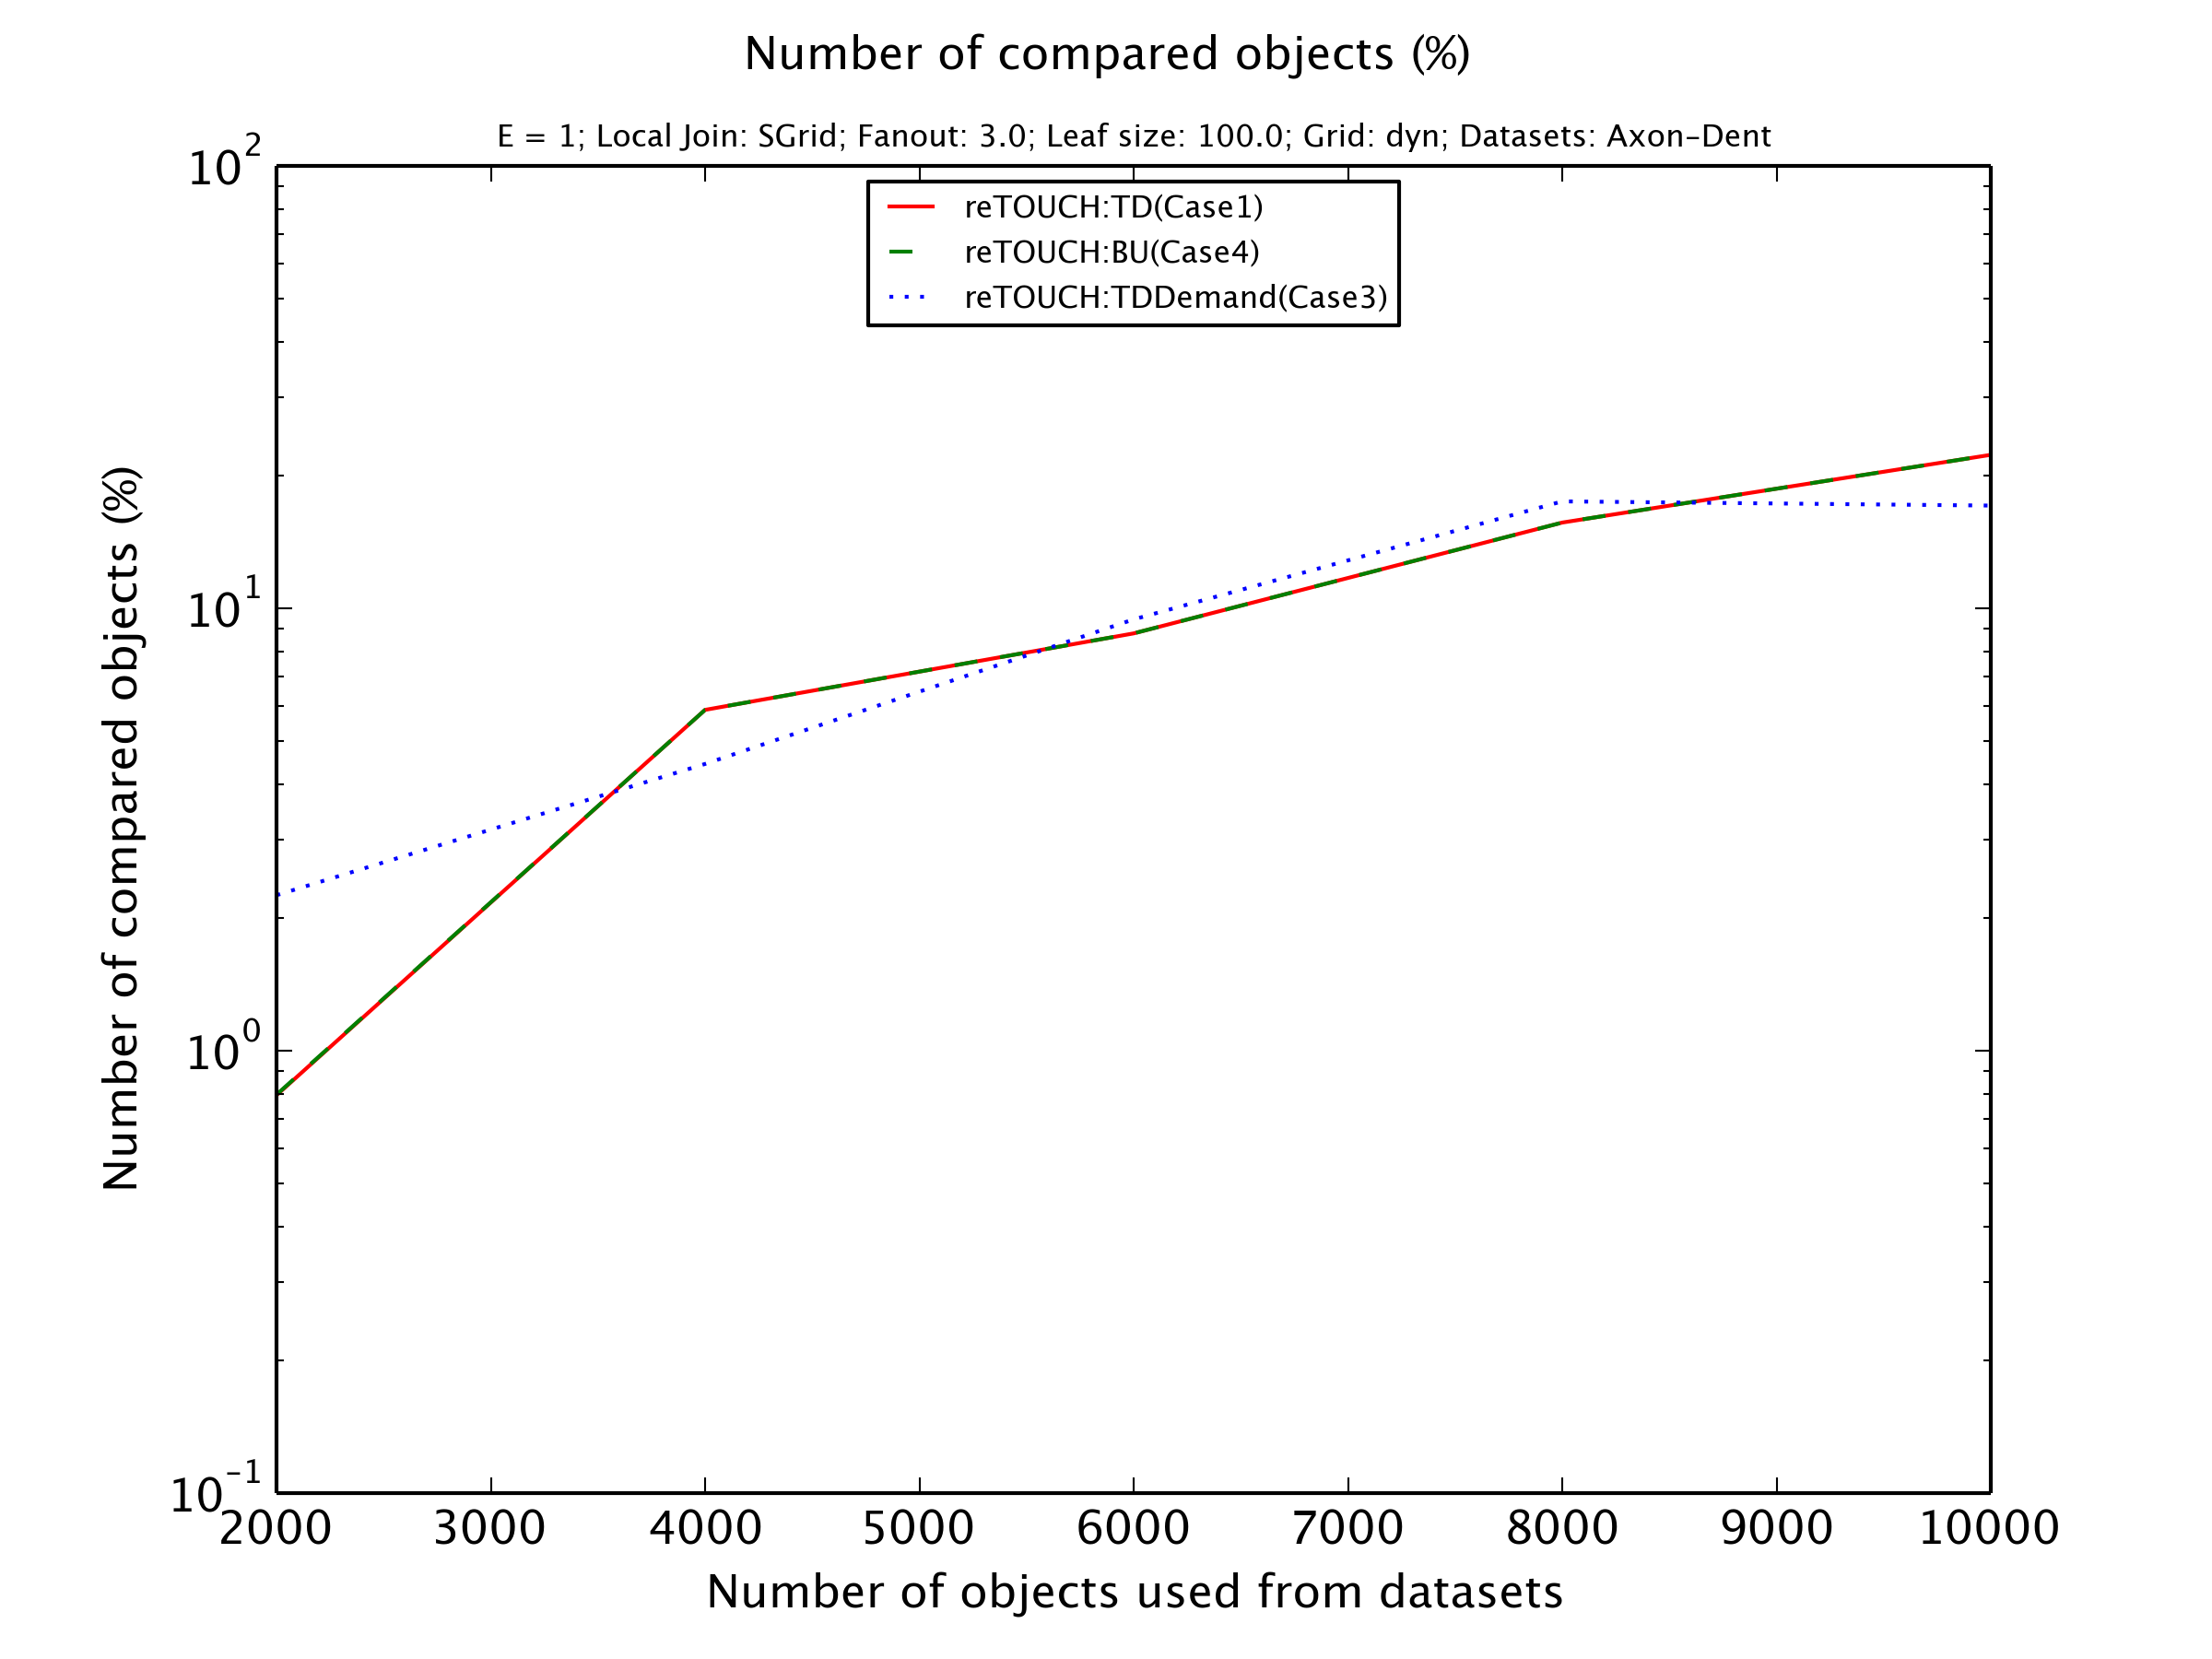 Number of compared objects (%)
E = 1; Local Join: SGrid; Fanout: 3.0; Leaf size: 100.0; Grid: dyn; Datasets: Axon-Dent
reTOUCH:TD(Case1)
reTOUCH:BU(Case4)
reTOUCH:TDDemand(Case3)
Number of compared objects (%)
10^2
10^1
10^0
10^-1
2000 3000 4000 5000 6000 7000 8000 9000 10000
Number of objects used from datasets